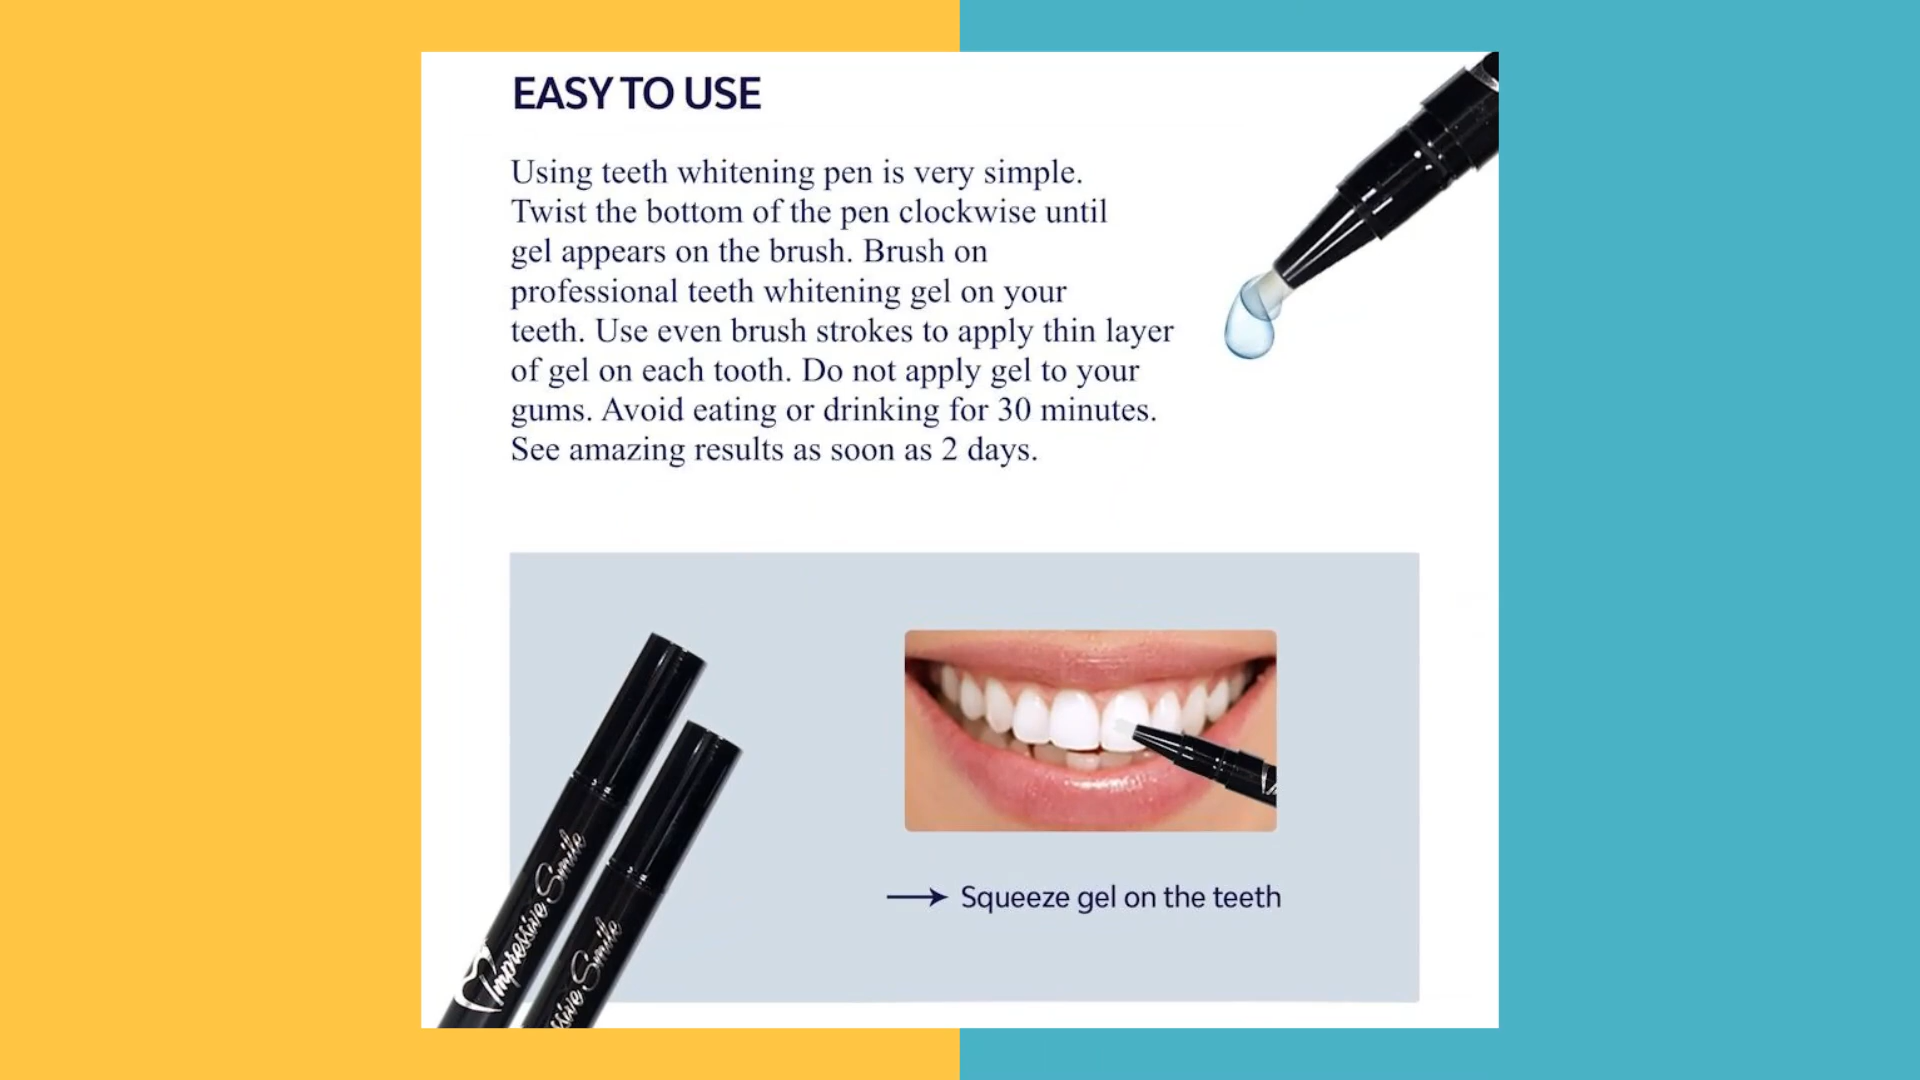 EASY TO USE
Using teeth whitening pen is very simple.
Twist the bottom of the pen clockwise until
gel appears on the brush. Brush on
professional teeth whitening gel on your
teeth. Use even brush strokes to apply thin layer
of gel on each tooth. Do not apply gel to your
gums. Avoid eating or drinking for 30 minutes.
See amazing results as soon as 2 days.
Squeeze gel on the teeth
Impressive Smile
ssive Smile